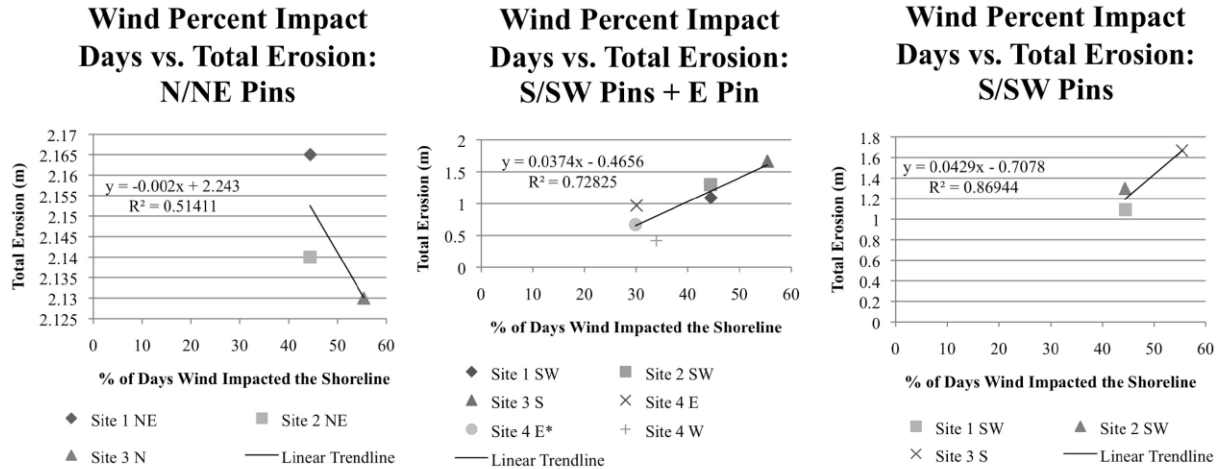 Wind Percent Impact
Days vs. Total Erosion:
N/NE Pins
Total Erosion (m)
2.17
2.165
2.16
2.155
2.15
2.145
2.14
2.135
2.13
2.125
y = -0.002x + 2.243
R² = 0.51411
0 10 20 30 40 50 60
% of Days Wind Impacted the Shoreline
Site 1 NE Site 2 NE
Site 3 N Linear Trendline
Wind Percent Impact
Days vs. Total Erosion:
S/SW Pins + E Pin
Total Erosion (m)
2
1.5
1
0.5
0
y = 0.0374x - 0.4656
R² = 0.72825
0 10 20 30 40 50 60
% of Days Wind Impacted the Shoreline
Site 1 SW Site 2 SW
Site 3 S Site 4 E
Site 4 E* Site 4 W
Linear Trendline
Wind Percent Impact
Days vs. Total Erosion:
S/SW Pins
Total Erosion (m)
1.8
1.6
1.4
1.2
1
0.8
0.6
0.4
0.2
0
y = 0.0429x - 0.7078
R² = 0.86944
0 10 20 30 40 50 60
% of Days Wind Impacted the Shoreline
Site 1 SW Site 2 SW
Site 3 S Linear Trendline